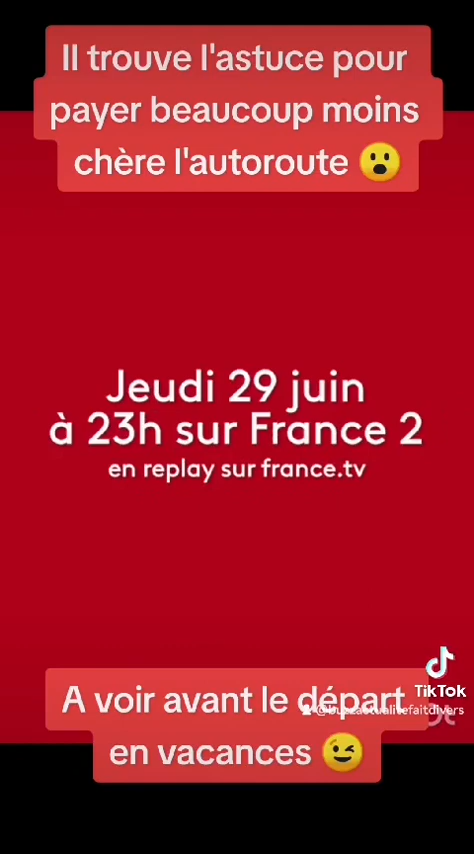 Il trouve l'astuce pour
payer beaucoup moins
chère l'autoroute 😮
Jeudi 29 juin
à 23h sur France 2
en replay sur france.tv
A voir avant le départ
TikTok
@buzzactualitefaitdivers
en vacances 😉